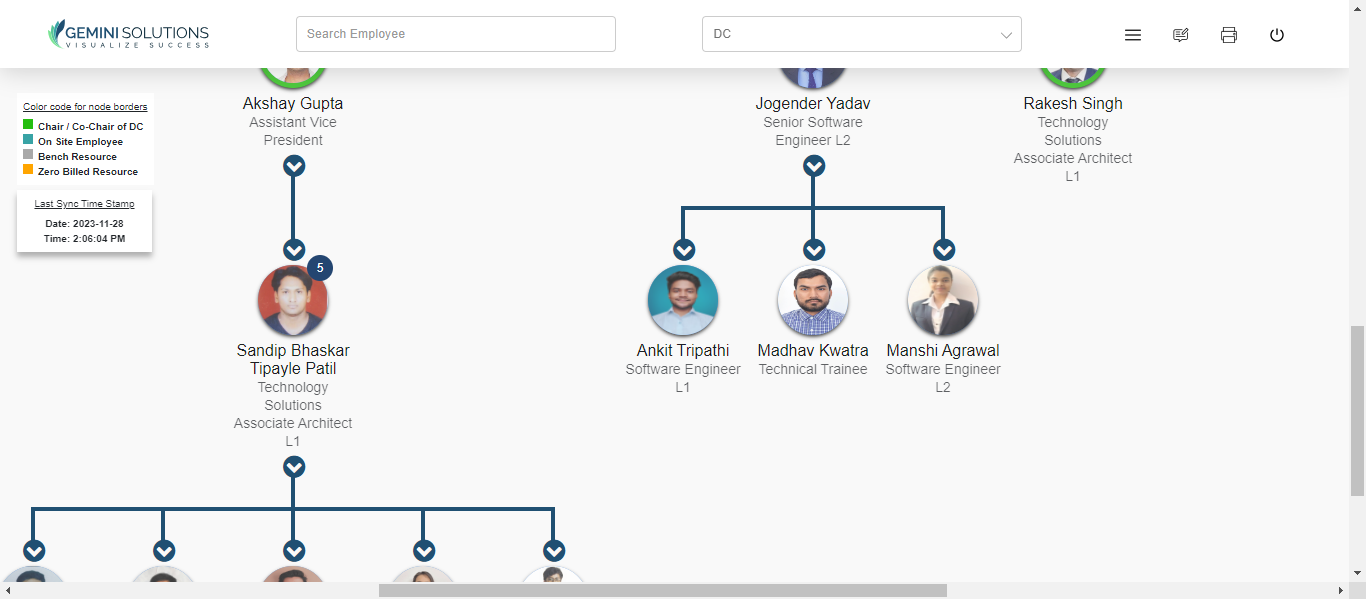 GEMINI SOLUTIONS
VISUALIZE SUCCESS
Search Employee
DC
Color code for node borders
Chair / Co-Chair of DC
On Site Employee
Bench Resource
Zero Billed Resource
Last Sync Time Stamp
Date: 2023-11-28
Time: 2:06:04 PM
Akshay Gupta
Assistant Vice
President
5
Sandip Bhaskar
Tipayle Patil
Technology
Solutions
Associate Architect
L1
Jogender Yadav
Senior Software
Engineer L2
Ankit Tripathi
Software Engineer
L1
Madhav Kwatra
Technical Trainee
Manshi Agrawal
Software Engineer
L2
Rakesh Singh
Technology
Solutions
Associate Architect
L1